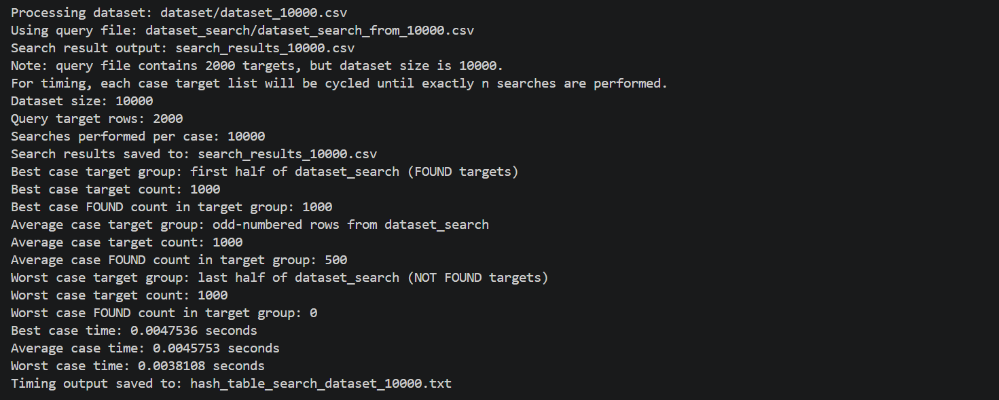 Processing dataset: dataset/dataset_10000.csv
Using query file: dataset_search/dataset_search_from_10000.csv
Search result output: search_results_10000.csv
Note: query file contains 2000 targets, but dataset size is 10000.
For timing, each case target list will be cycled until exactly n searches are performed.
Dataset size: 10000
Query target rows: 2000
Searches performed per case: 10000
Search results saved to: search_results_10000.csv
Best case target group: first half of dataset_search (FOUND targets)
Best case target count: 1000
Best case FOUND count in target group: 1000
Average case target group: odd-numbered rows from dataset_search
Average case target count: 1000
Average case FOUND count in target group: 500
Worst case target group: last half of dataset_search (NOT FOUND targets)
Worst case target count: 1000
Worst case FOUND count in target group: 0
Best case time: 0.0047536 seconds
Average case time: 0.0045753 seconds
Worst case time: 0.0038108 seconds
Timing output saved to: hash_table_search_dataset_10000.txt